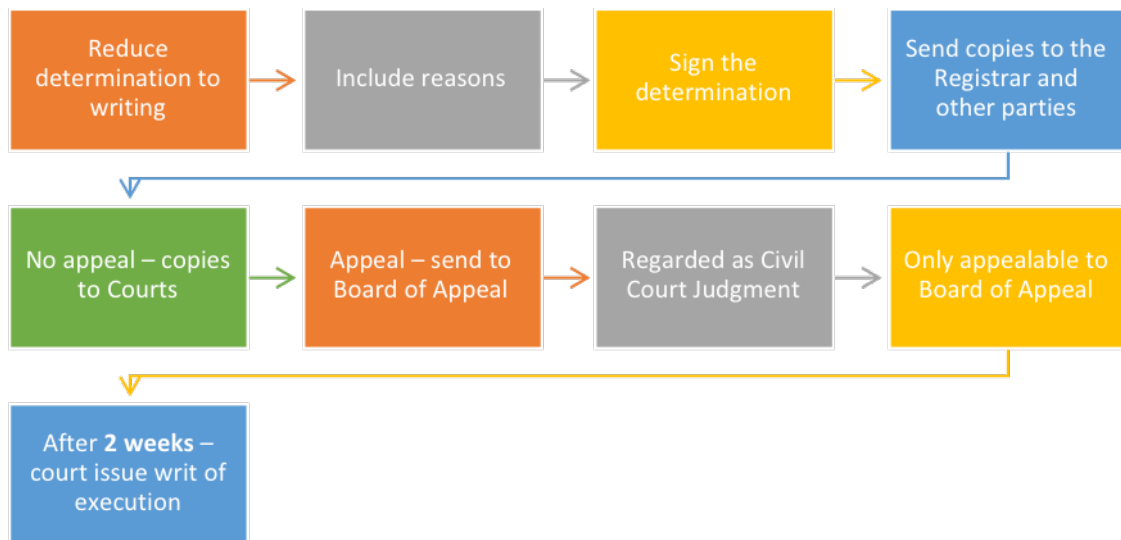 Reduce
determination to
writing
Include reasons
Sign the
determination
Send copies to the
Registrar and
other parties
No appeal – copies
to Courts
Appeal – send to
Board of Appeal
Regarded as Civil
Court Judgment
Only appealable to
Board of Appeal
After 2 weeks –
court issue writ of
execution